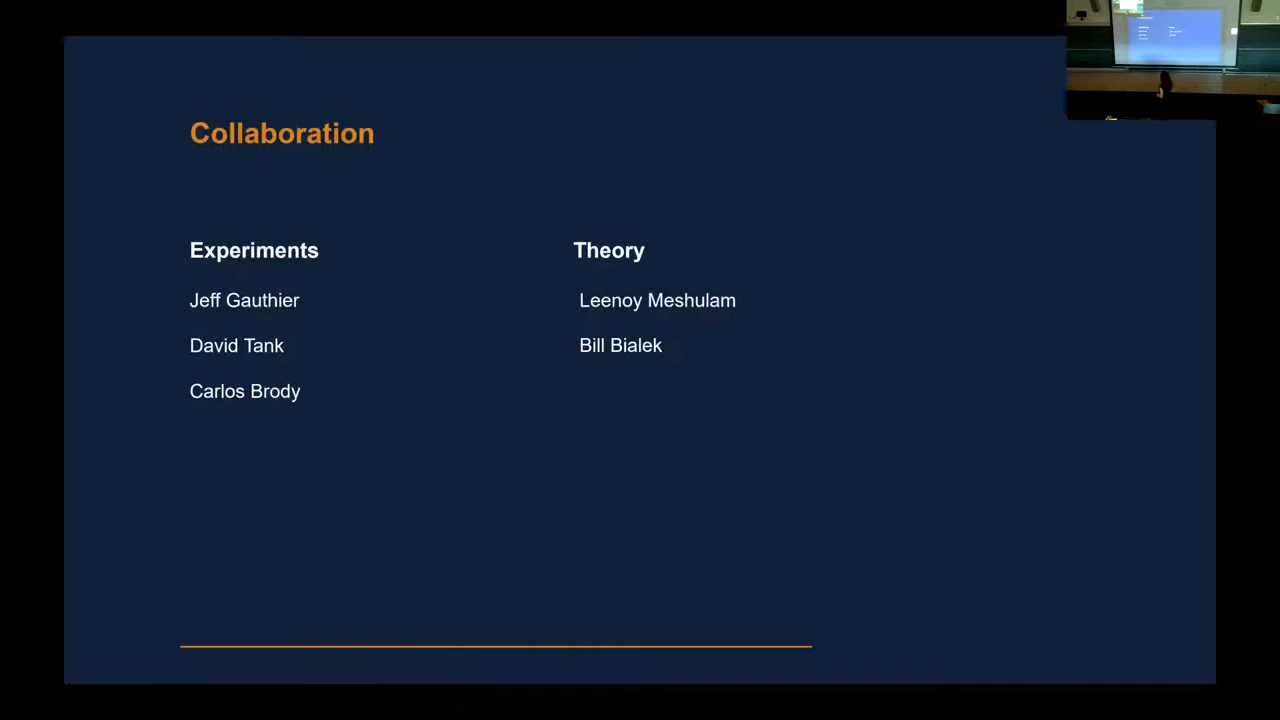 Collaboration
Experiments
Jeff Gauthier
David Tank
Carlos Brody
Theory
Leenoy Meshulam
Bill Bialek